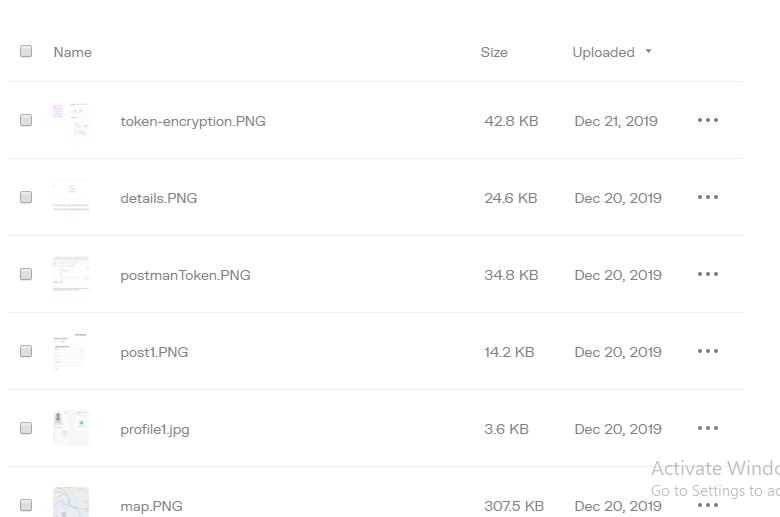 Name Size Uploaded
token-encryption.PNG 42.8 KB Dec 21, 2019
details.PNG 24.6 KB Dec 20, 2019
postmanToken.PNG 34.8 KB Dec 20, 2019
post1.PNG 14.2 KB Dec 20, 2019
profile1.jpg 3.6 KB Dec 20, 2019
Activate Windo
Go to Settings to ac
map.PNG 307.5 KB Dec 20, 2019